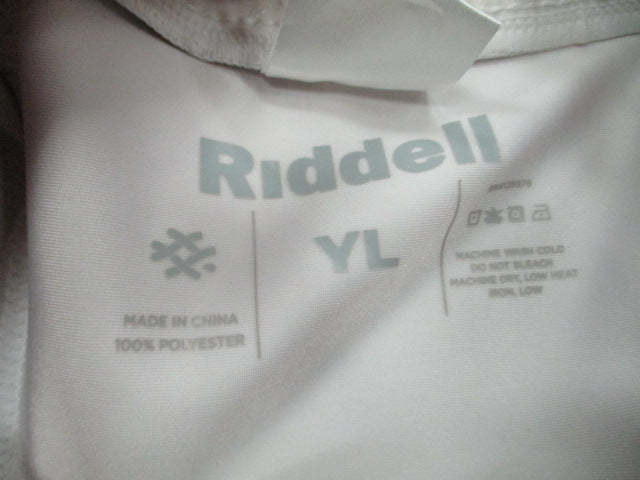 Riddell
YL
MADE IN CHINA
100% POLYESTER
MACHINE WASH COLD
DO NOT BLEACH
MACHINE DRY, LOW HEAT
IRON, LOW